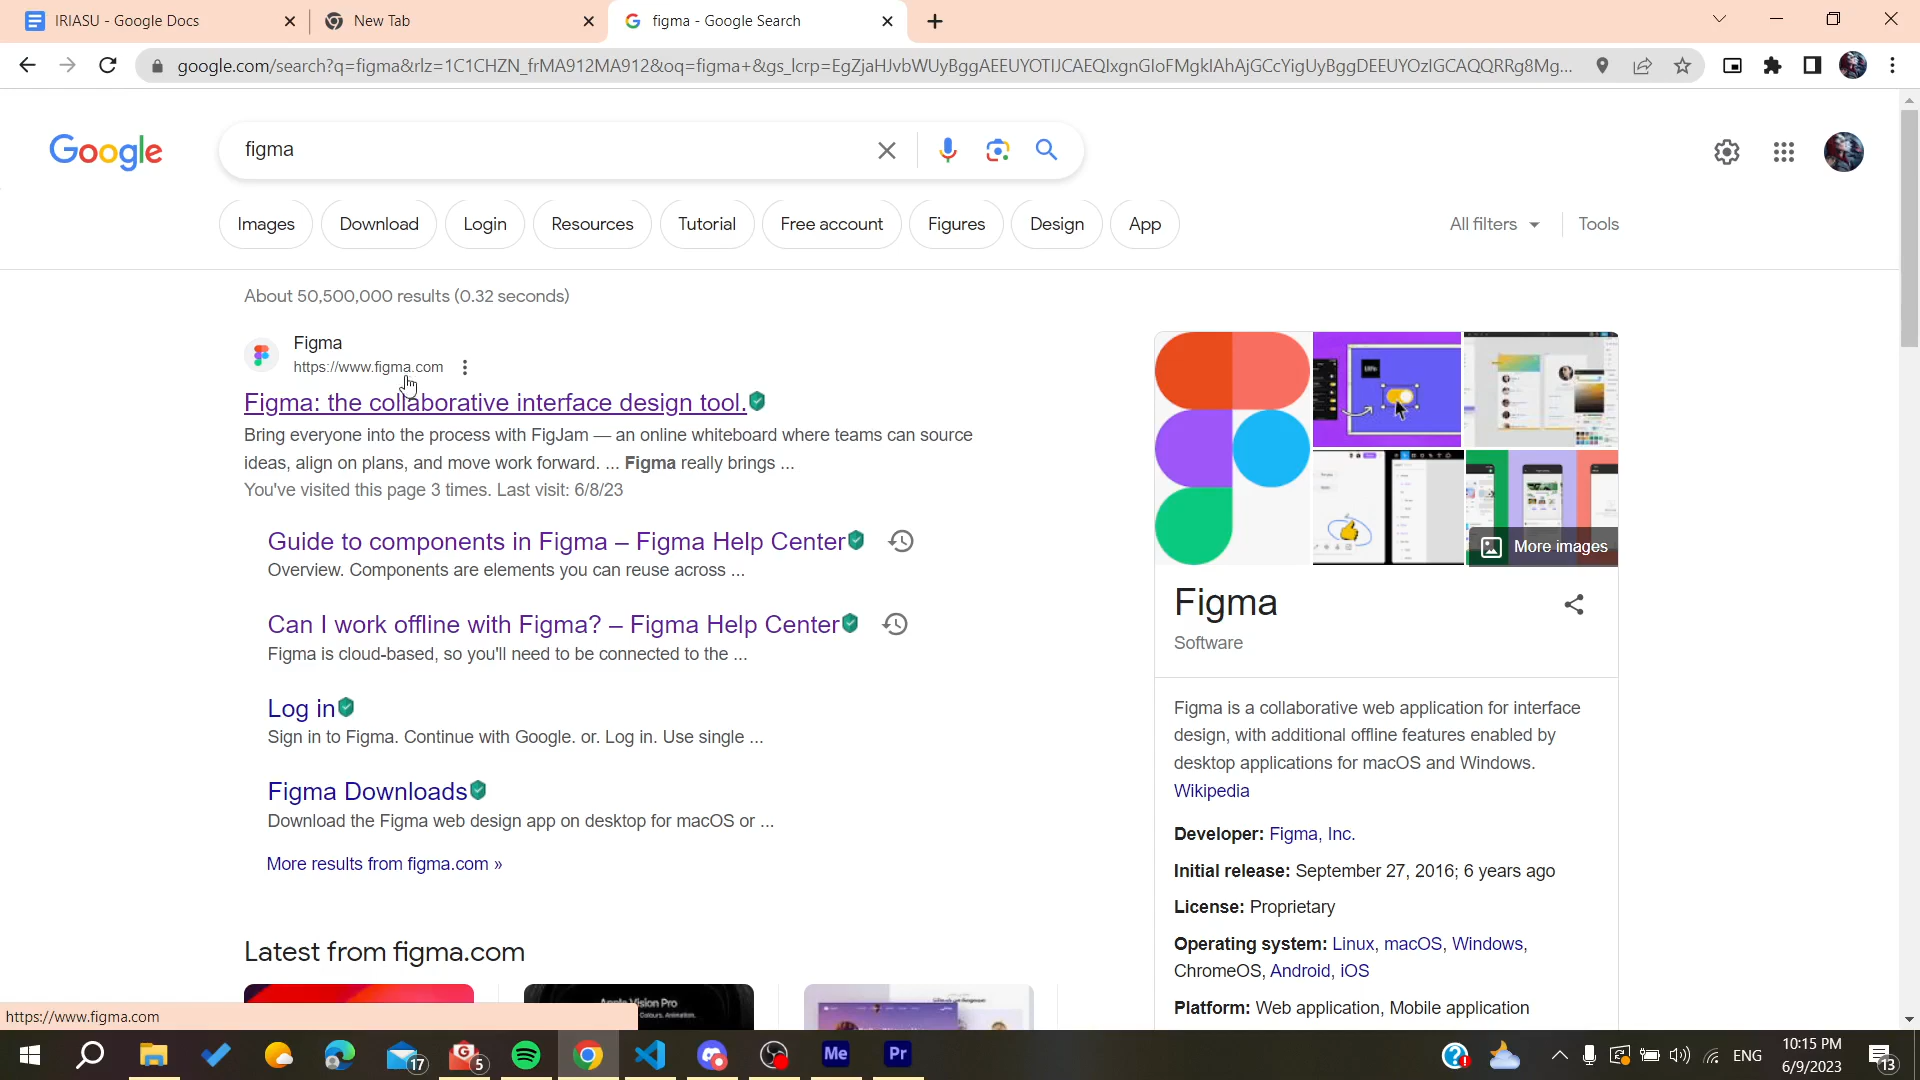 IRIASU - Google Docs
New Tab
figma - Google Search
google.com/search?q=figma&rlz=1C1CHZN_frMA912MA912&oq=figma+&gs_lcrp=EgZjaHJvbWUyBggAEEUYOTIJCAEQIxgnGIoFMgkIAhAjGCcYigUyBggDEEUYOzIGCAQQRRg8Mg...
Google
figma
Images
Download
Login
Resources
Tutorial
Free account
Figures
Design
App
All filters
Tools
About 50,500,000 results (0.32 seconds)
Figma
https://www.figma.com
Figma: the collaborative interface design tool.
Bring everyone into the process with FigJam — an online whiteboard where teams can source
ideas, align on plans, and move work forward. ... Figma really brings ...
You've visited this page 3 times. Last visit: 6/8/23
Guide to components in Figma – Figma Help Center
Overview. Components are elements you can reuse across ...
Can I work offline with Figma? – Figma Help Center
Figma is cloud-based, so you'll need to be connected to the ...
Log in
Sign in to Figma. Continue with Google. or. Log in. Use single ...
Figma Downloads
Download the Figma web design app on desktop for macOS or ...
More results from figma.com »
Latest from figma.com
Apple Vision Pro
Colours, Animation.
More images
Figma
Software
Figma is a collaborative web application for interface
design, with additional offline features enabled by
desktop applications for macOS and Windows.
Wikipedia
Developer: Figma, Inc.
Initial release: September 27, 2016; 6 years ago
License: Proprietary
Operating system: Linux, macOS, Windows,
ChromeOS, Android, iOS
Platform: Web application, Mobile application
https://www.figma.com
17
5
Me
Pr
ENG
10:15 PM
6/9/2023
13